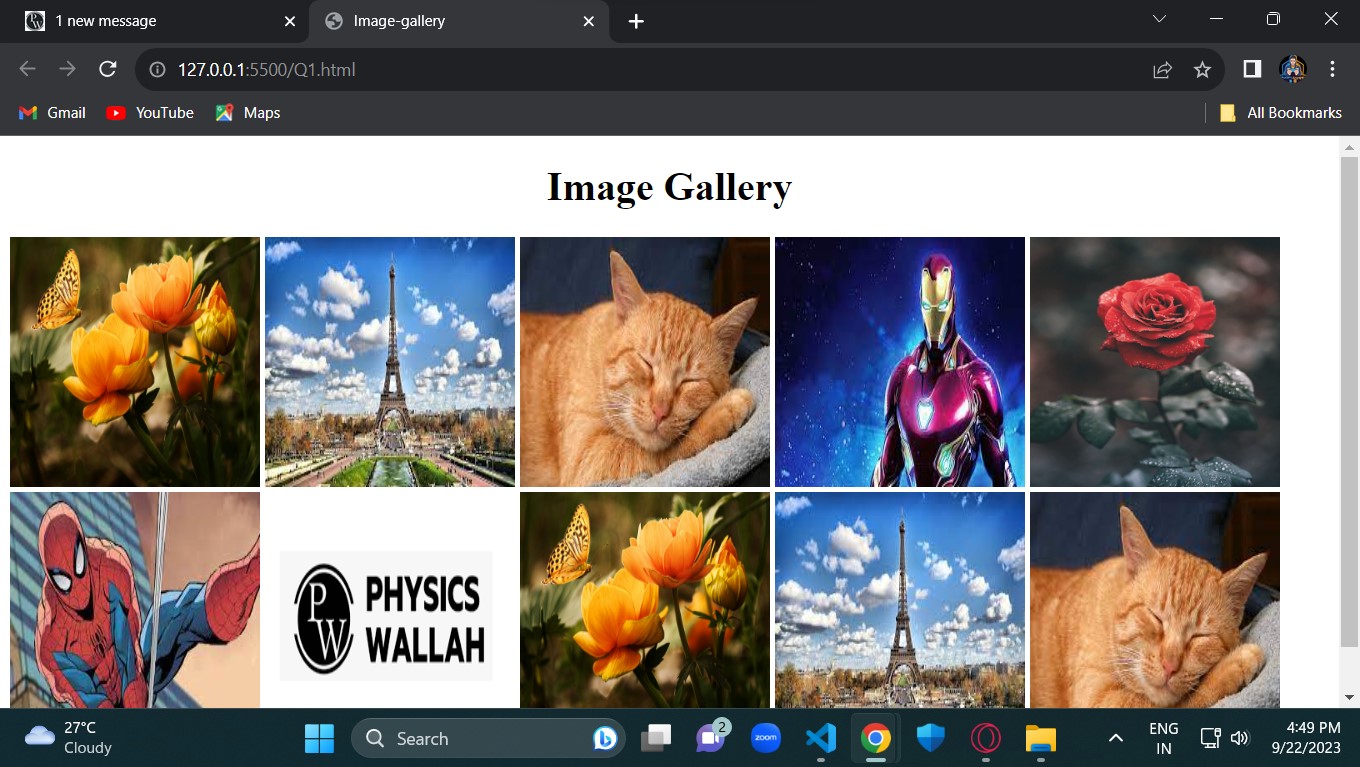 1 new message
Image-gallery
127.0.0.1:5500/Q1.html
Gmail YouTube Maps All Bookmarks
Image Gallery
PW PHYSICS
WALLAH
27°C
Cloudy
Search
2
zoom
ENG
IN
4:49 PM
9/22/2023